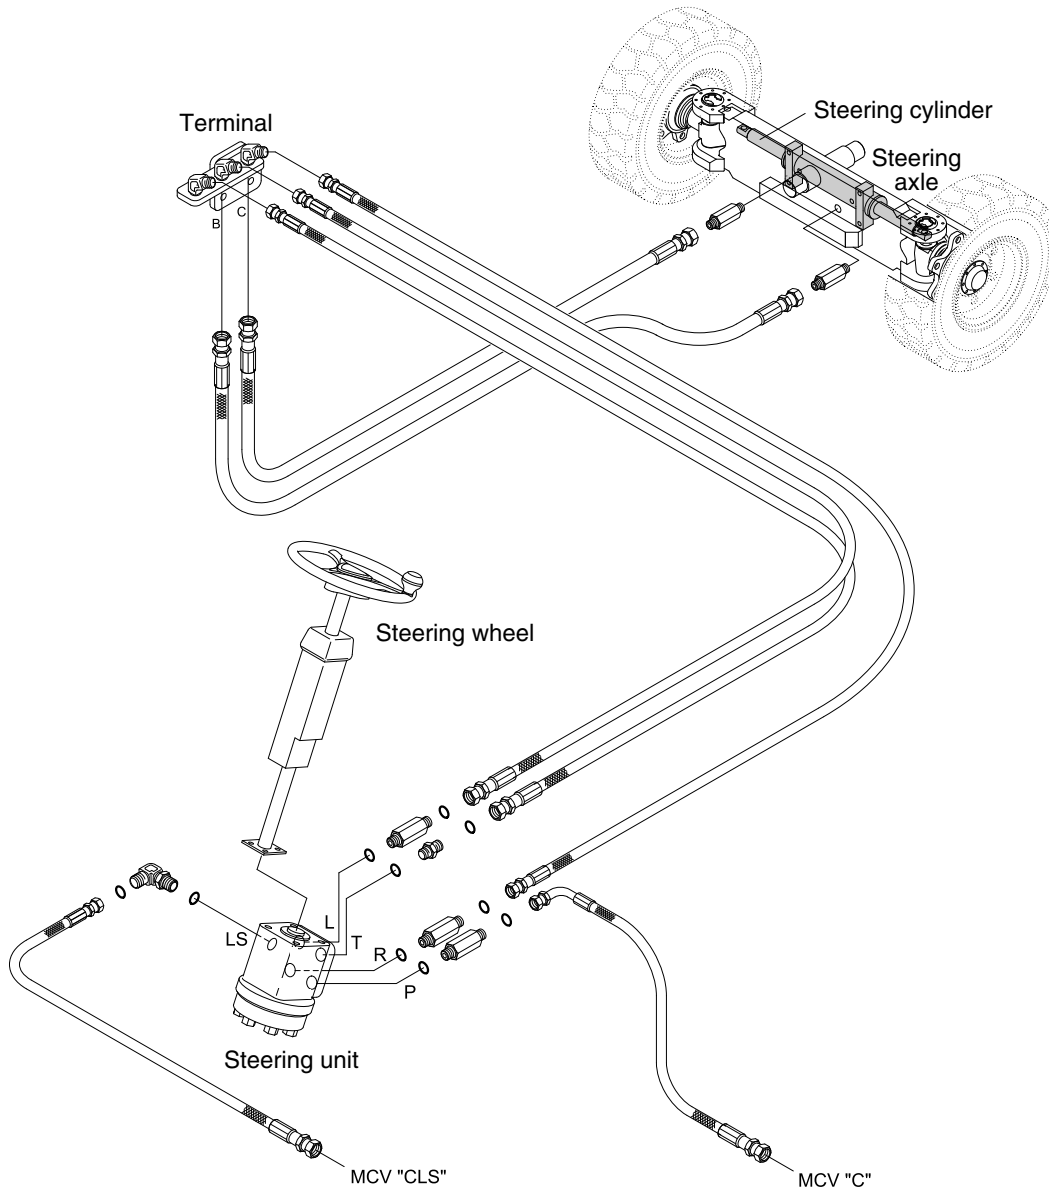 Steering cylinder
Terminal
Steering
axle
B
C
Steering wheel
L
LS
T
R
P
Steering unit
MCV "CLS"
MCV "C"